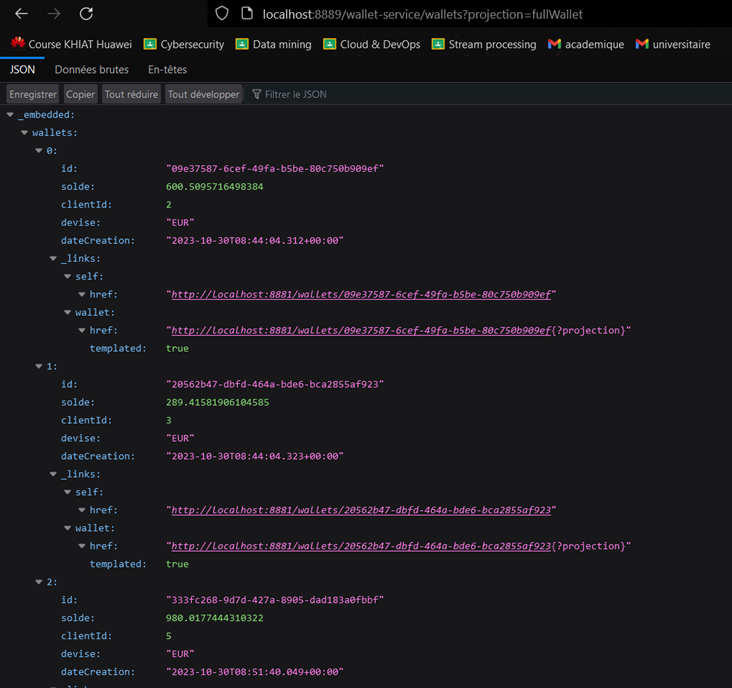 localhost:8889/wallet-service/wallets?projection=fullWallet
Course KHIAT Huawei Cybersecurity Data mining Cloud & DevOps Stream processing academique universitaire
JSON Données brutes En-têtes
Enregistrer Copier Tout réduire Tout développer Filtrer le JSON
_embedded:
wallets:
0:
id: "09e37587-6cef-49fa-b5be-80c750b909ef"
solde: 600.5095716498384
clientId: 2
devise: "EUR"
dateCreation: "2023-10-30T08:44:04.312+00:00"
_links:
self:
href: "http://localhost:8881/wallets/09e37587-6cef-49fa-b5be-80c750b909ef"
wallet:
href: "http://localhost:8881/wallets/09e37587-6cef-49fa-b5be-80c750b909ef{?projection}"
templated: true
1:
id: "20562b47-dbfd-464a-bde6-bca2855af923"
solde: 289.41581906104585
clientId: 3
devise: "EUR"
dateCreation: "2023-10-30T08:44:04.323+00:00"
_links:
self:
href: "http://localhost:8881/wallets/20562b47-dbfd-464a-bde6-bca2855af923"
wallet:
href: "http://localhost:8881/wallets/20562b47-dbfd-464a-bde6-bca2855af923{?projection}"
templated: true
2:
id: "333fc268-9d7d-427a-8905-dad183a0fbbf"
solde: 980.0177444310322
clientId: 5
devise: "EUR"
dateCreation: "2023-10-30T08:51:40.049+00:00"